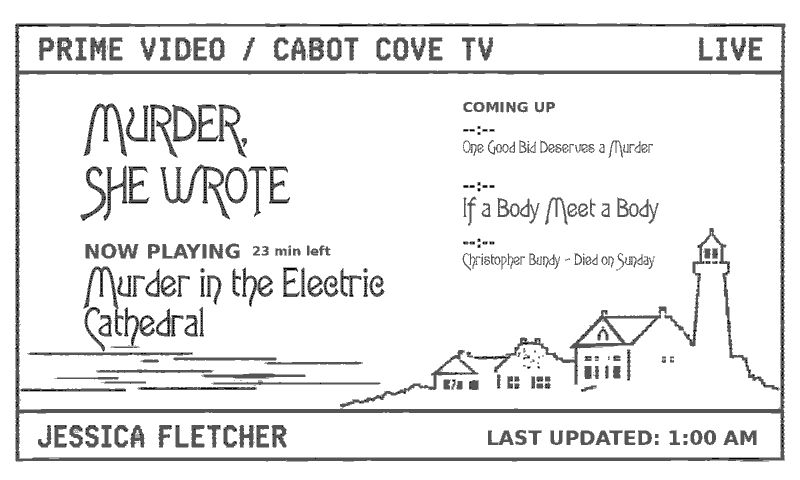 PRIME VIDEO / CABOT COVE TV LIVE
MURDER,
SHE WROTE
NOW PLAYING 23 min left
Murder in the Electric
Cathedral
COMING UP
--:--
One Good Bid Deserves a Murder
--:--
If a Body Meet a Body
--:--
Christopher Bundy - Died on Sunday
JESSICA FLETCHER LAST UPDATED: 1:00 AM